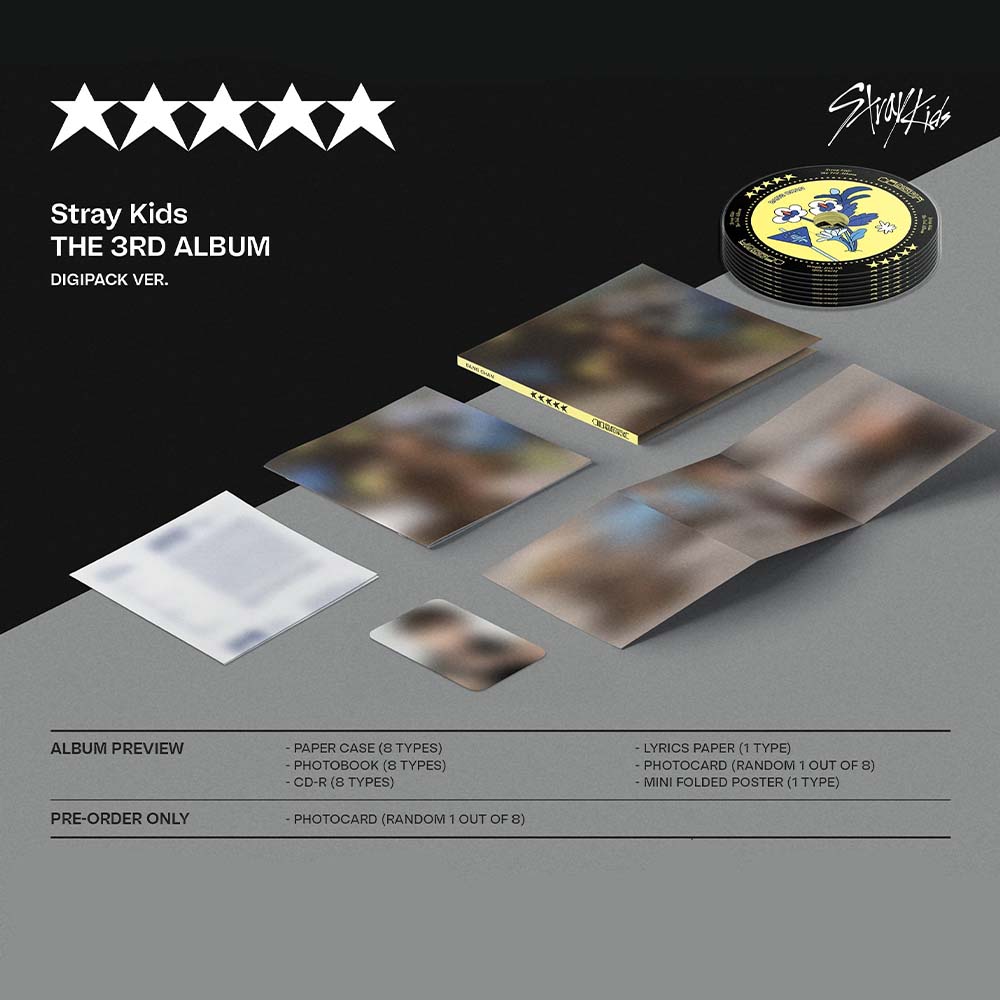 ★★★★★
Stray Kids
Stray Kids
THE 3RD ALBUM
DIGIPACK VER.
BANG CHAN
★★★★★
ALBUM PREVIEW
- PAPER CASE (8 TYPES)
- PHOTOBOOK (8 TYPES)
- CD-R (8 TYPES)
- LYRICS PAPER (1 TYPE)
- PHOTOCARD (RANDOM 1 OUT OF 8)
- MINI FOLDED POSTER (1 TYPE)
PRE-ORDER ONLY
- PHOTOCARD (RANDOM 1 OUT OF 8)